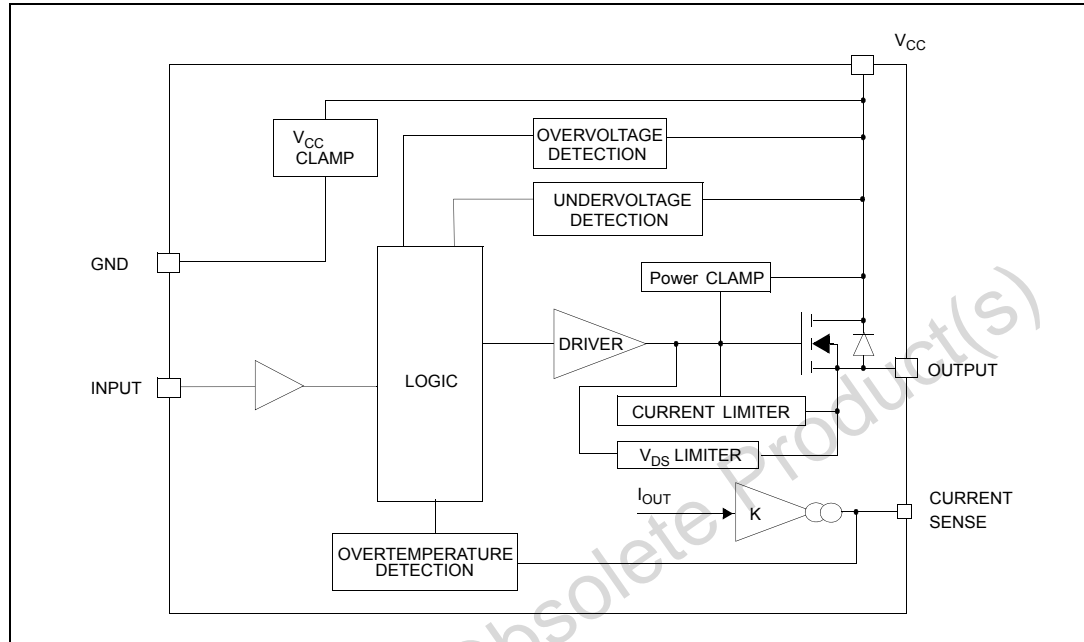 VCC
VCC
CLAMP
OVERVOLTAGE
DETECTION
UNDERVOLTAGE
DETECTION
GND
Power CLAMP
DRIVER
LOGIC
INPUT
OUTPUT
CURRENT LIMITER
VDS LIMITER
IOUT
K
CURRENT
SENSE
OVERTEMPERATURE
DETECTION
Obsolete Product(s)